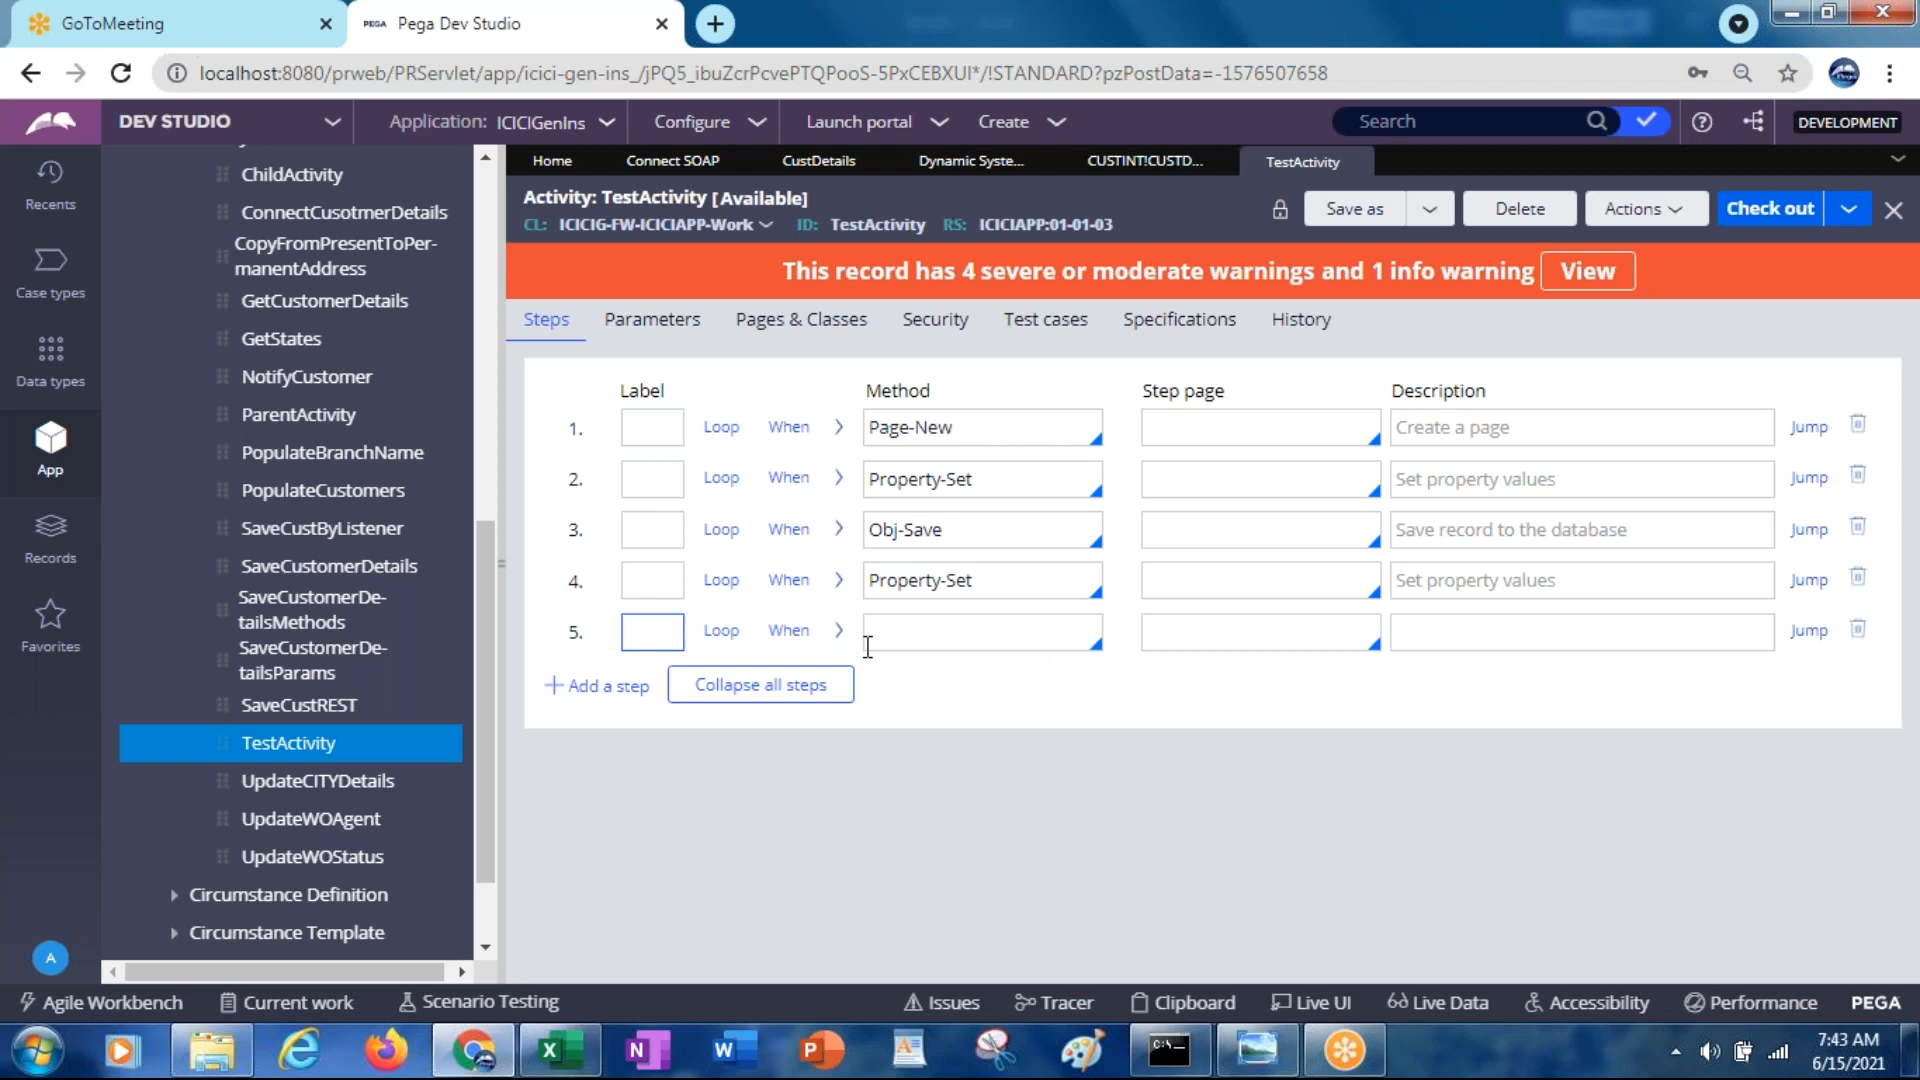 GoToMeeting
PEGA Pega Dev Studio
localhost:8080/prweb/PRServlet/app/icici-gen-ins_/jPQ5_ibuZcrPcvePTQPooS-5PxCEBXUI*/!STANDARD?pzPostData=-1576507658
DEV STUDIO
Application: ICICIGenIns
Configure
Launch portal
Create
Search
DEVELOPMENT
Recents
Case types
Data types
App
Records
Favorites
A
ChildActivity
ConnectCusotmerDetails
CopyFromPresentToPer-
manentAddress
GetCustomerDetails
GetStates
NotifyCustomer
ParentActivity
PopulateBranchName
PopulateCustomers
SaveCustByListener
SaveCustomerDetails
SaveCustomerDe-
tailsMethods
SaveCustomerDe-
tailsParams
SaveCustREST
TestActivity
UpdateCITYDetails
UpdateWOAgent
UpdateWOStatus
Circumstance Definition
Circumstance Template
Home Connect SOAP CustDetails Dynamic Syste... CUSTINT!CUSTD... TestActivity
Activity: TestActivity [Available]
CL: ICICIG-FW-ICICIAPP-Work ID: TestActivity RS: ICICIAPP:01-01-03
Save as Delete Actions Check out
This record has 4 severe or moderate warnings and 1 info warning View
Steps Parameters Pages & Classes Security Test cases Specifications History
Label Method Step page Description
1. Loop When Page-New Create a page Jump
2. Loop When Property-Set Set property values Jump
3. Loop When Obj-Save Save record to the database Jump
4. Loop When Property-Set Set property values Jump
5. Loop When Jump
Add a step Collapse all steps
Agile Workbench Current work Scenario Testing Issues Tracer Clipboard Live UI Live Data Accessibility Performance PEGA
7:43 AM
6/15/2021